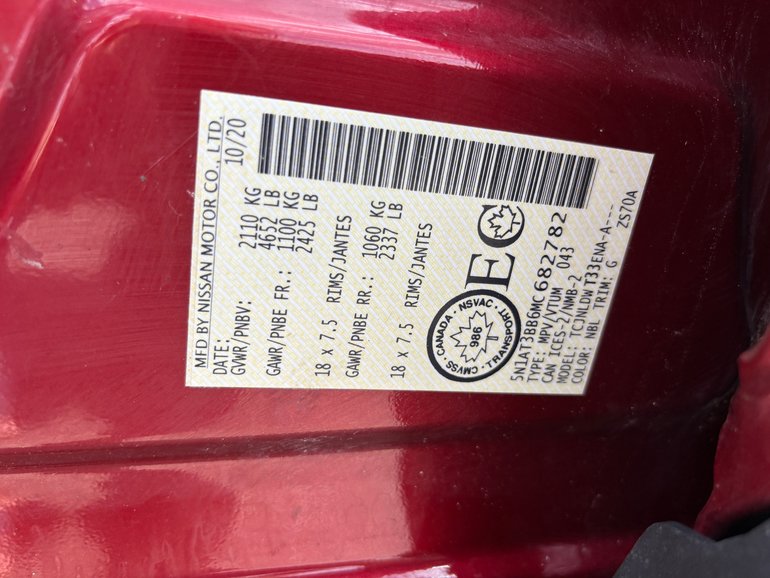 MFD BY NISSAN MOTOR CO., LTD.
DATE: 10/20
GVWR/PNBV: 2110 KG
4652 LB
GAWR/PNBE FR.: 1100 KG
2425 LB
18 x 7.5 RIMS/JANTES
GAWR/PNBE RR.: 1060 KG
2337 LB
18 x 7.5 RIMS/JANTES
CANADA · NSVAC · TRANSPORT · CMVSS
986
EC
5N1AT3BB6MC682782
TYPE: MPV/VTUM 043
CAN ICES-2/NMB-2
MODEL: TCJNLDWT33ENA-A----
COLOR: NBL TRIM: G ZS70A